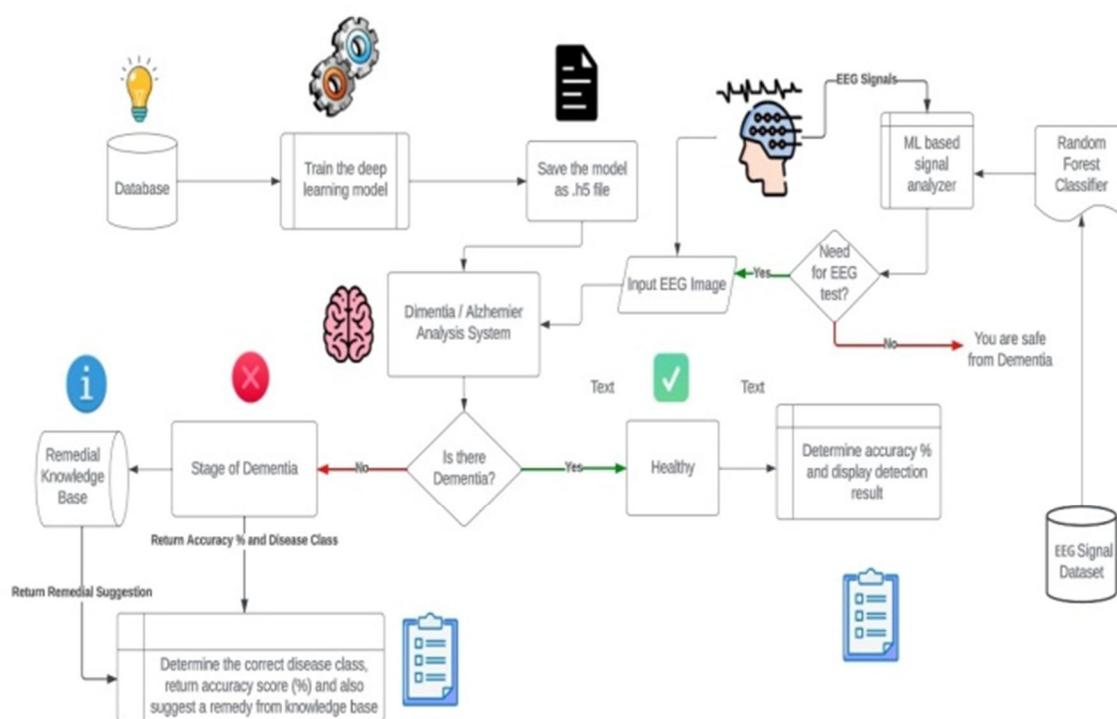 EEG Signals
Database
Train the deep
learning model
Save the model
as .h5 file
ML based
signal
analyzer
Random
Forest
Classifier
Need
for EEG
test?
Yes
Input EEG Image
No
You are safe
from Dementia
Dimentia / Alzhemier
Analysis System
Text
Text
Is there
Dementia?
No
Yes
Stage of Dementia
Remedial
Knowledge
Base
Healthy
Determine accuracy %
and display detection
result
Return Accuracy % and Disease Class
EEG Signal
Dataset
Return Remedial Suggestion
Determine the correct disease class,
return accuracy score (%) and also
suggest a remedy from knowledge base